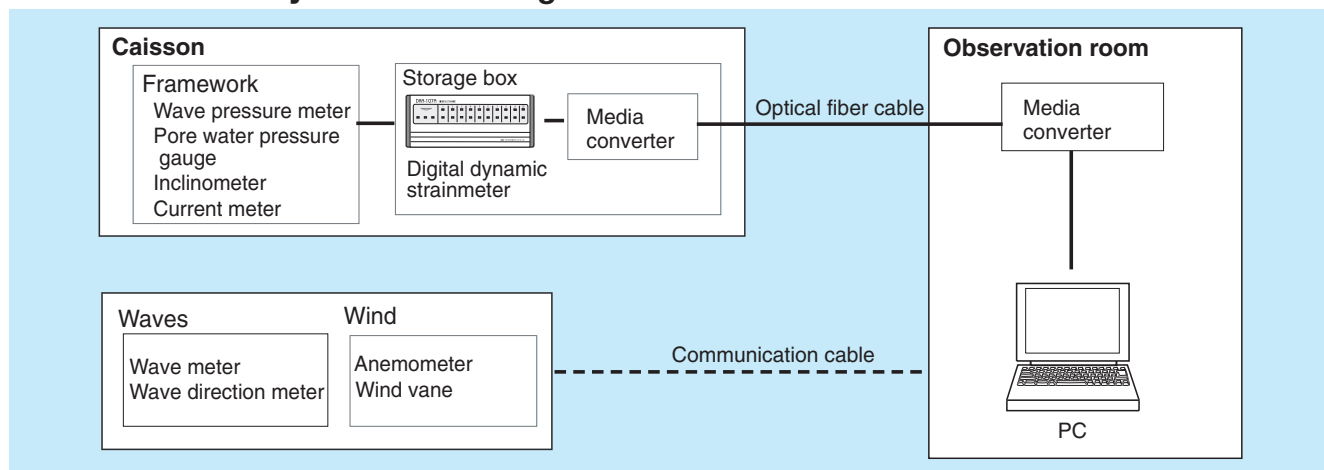 Caisson
Framework
Wave pressure meter
Pore water pressure
gauge
Inclinometer
Current meter
Storage box
DRA-107A
Digital dynamic
strainmeter
Media
converter
Optical fiber cable
Observation room
Media
converter
PC
Waves
Wave meter
Wave direction meter
Wind
Anemometer
Wind vane
Communication cable